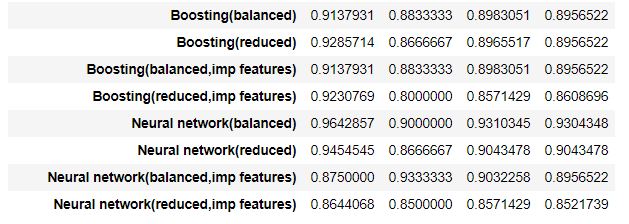 Boosting(balanced) 0.9137931 0.8833333 0.8983051 0.8956522
Boosting(reduced) 0.9285714 0.8666667 0.8965517 0.8956522
Boosting(balanced,imp features) 0.9137931 0.8833333 0.8983051 0.8956522
Boosting(reduced,imp features) 0.9230769 0.8000000 0.8571429 0.8608696
Neural network(balanced) 0.9642857 0.9000000 0.9310345 0.9304348
Neural network(reduced) 0.9454545 0.8666667 0.9043478 0.9043478
Neural network(balanced,imp features) 0.8750000 0.9333333 0.9032258 0.8956522
Neural network(reduced,imp features) 0.8644068 0.8500000 0.8571429 0.8521739